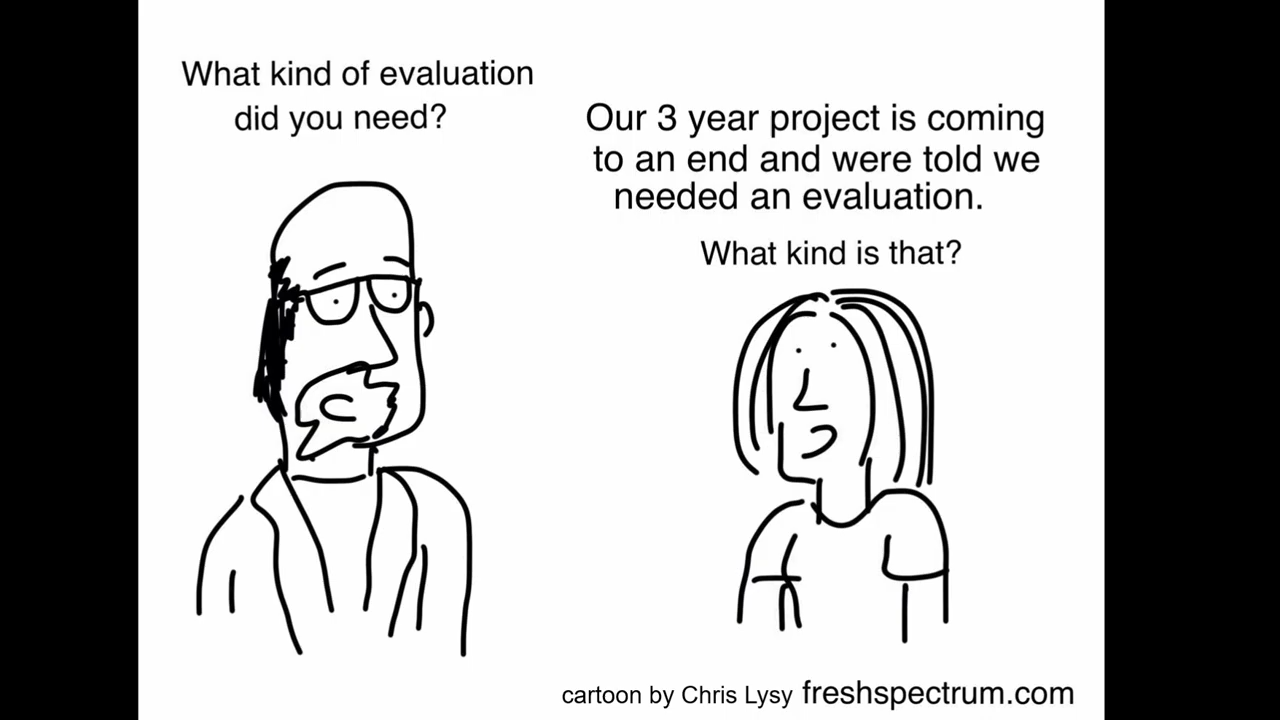 What kind of evaluation
did you need?
Our 3 year project is coming
to an end and were told we
needed an evaluation.
What kind is that?
cartoon by Chris Lysy freshspectrum.com